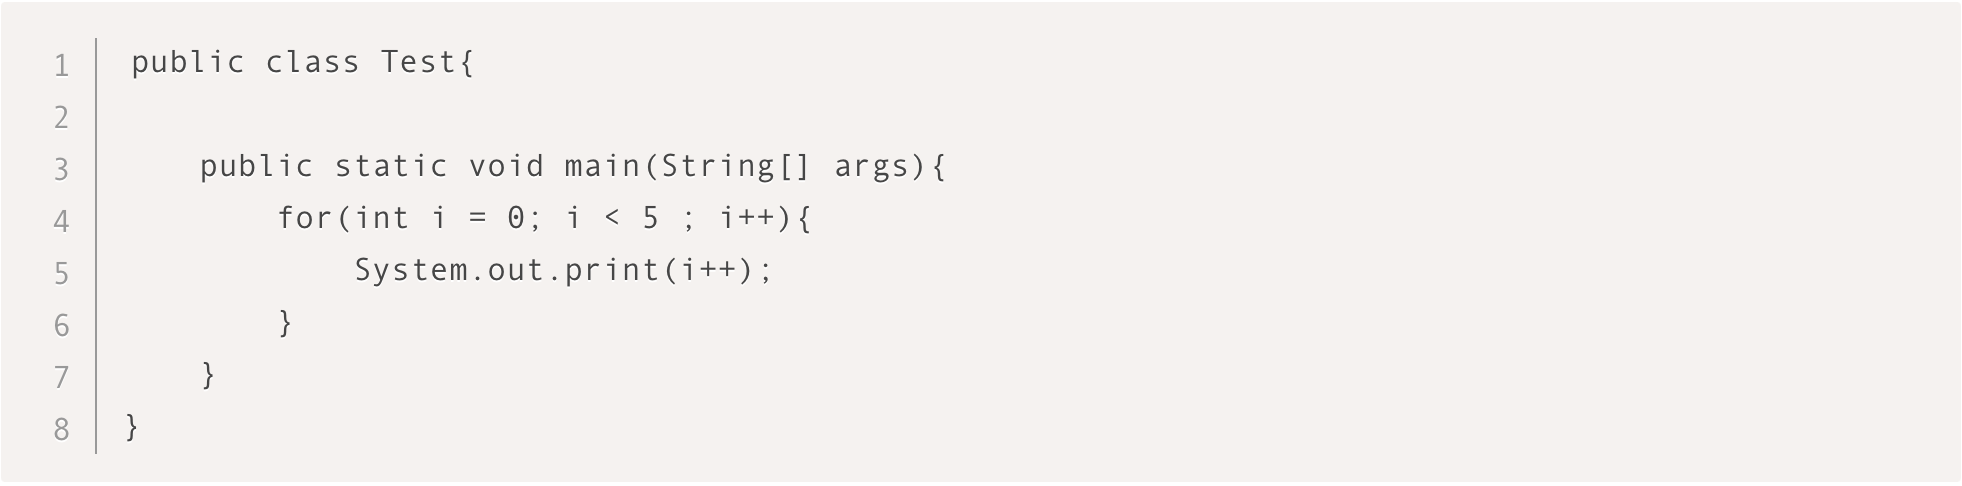 1 public class Test{
2
3     public static void main(String[] args){
4         for(int i = 0; i < 5 ; i++){
5             System.out.print(i++);
6         }
7     }
8 }